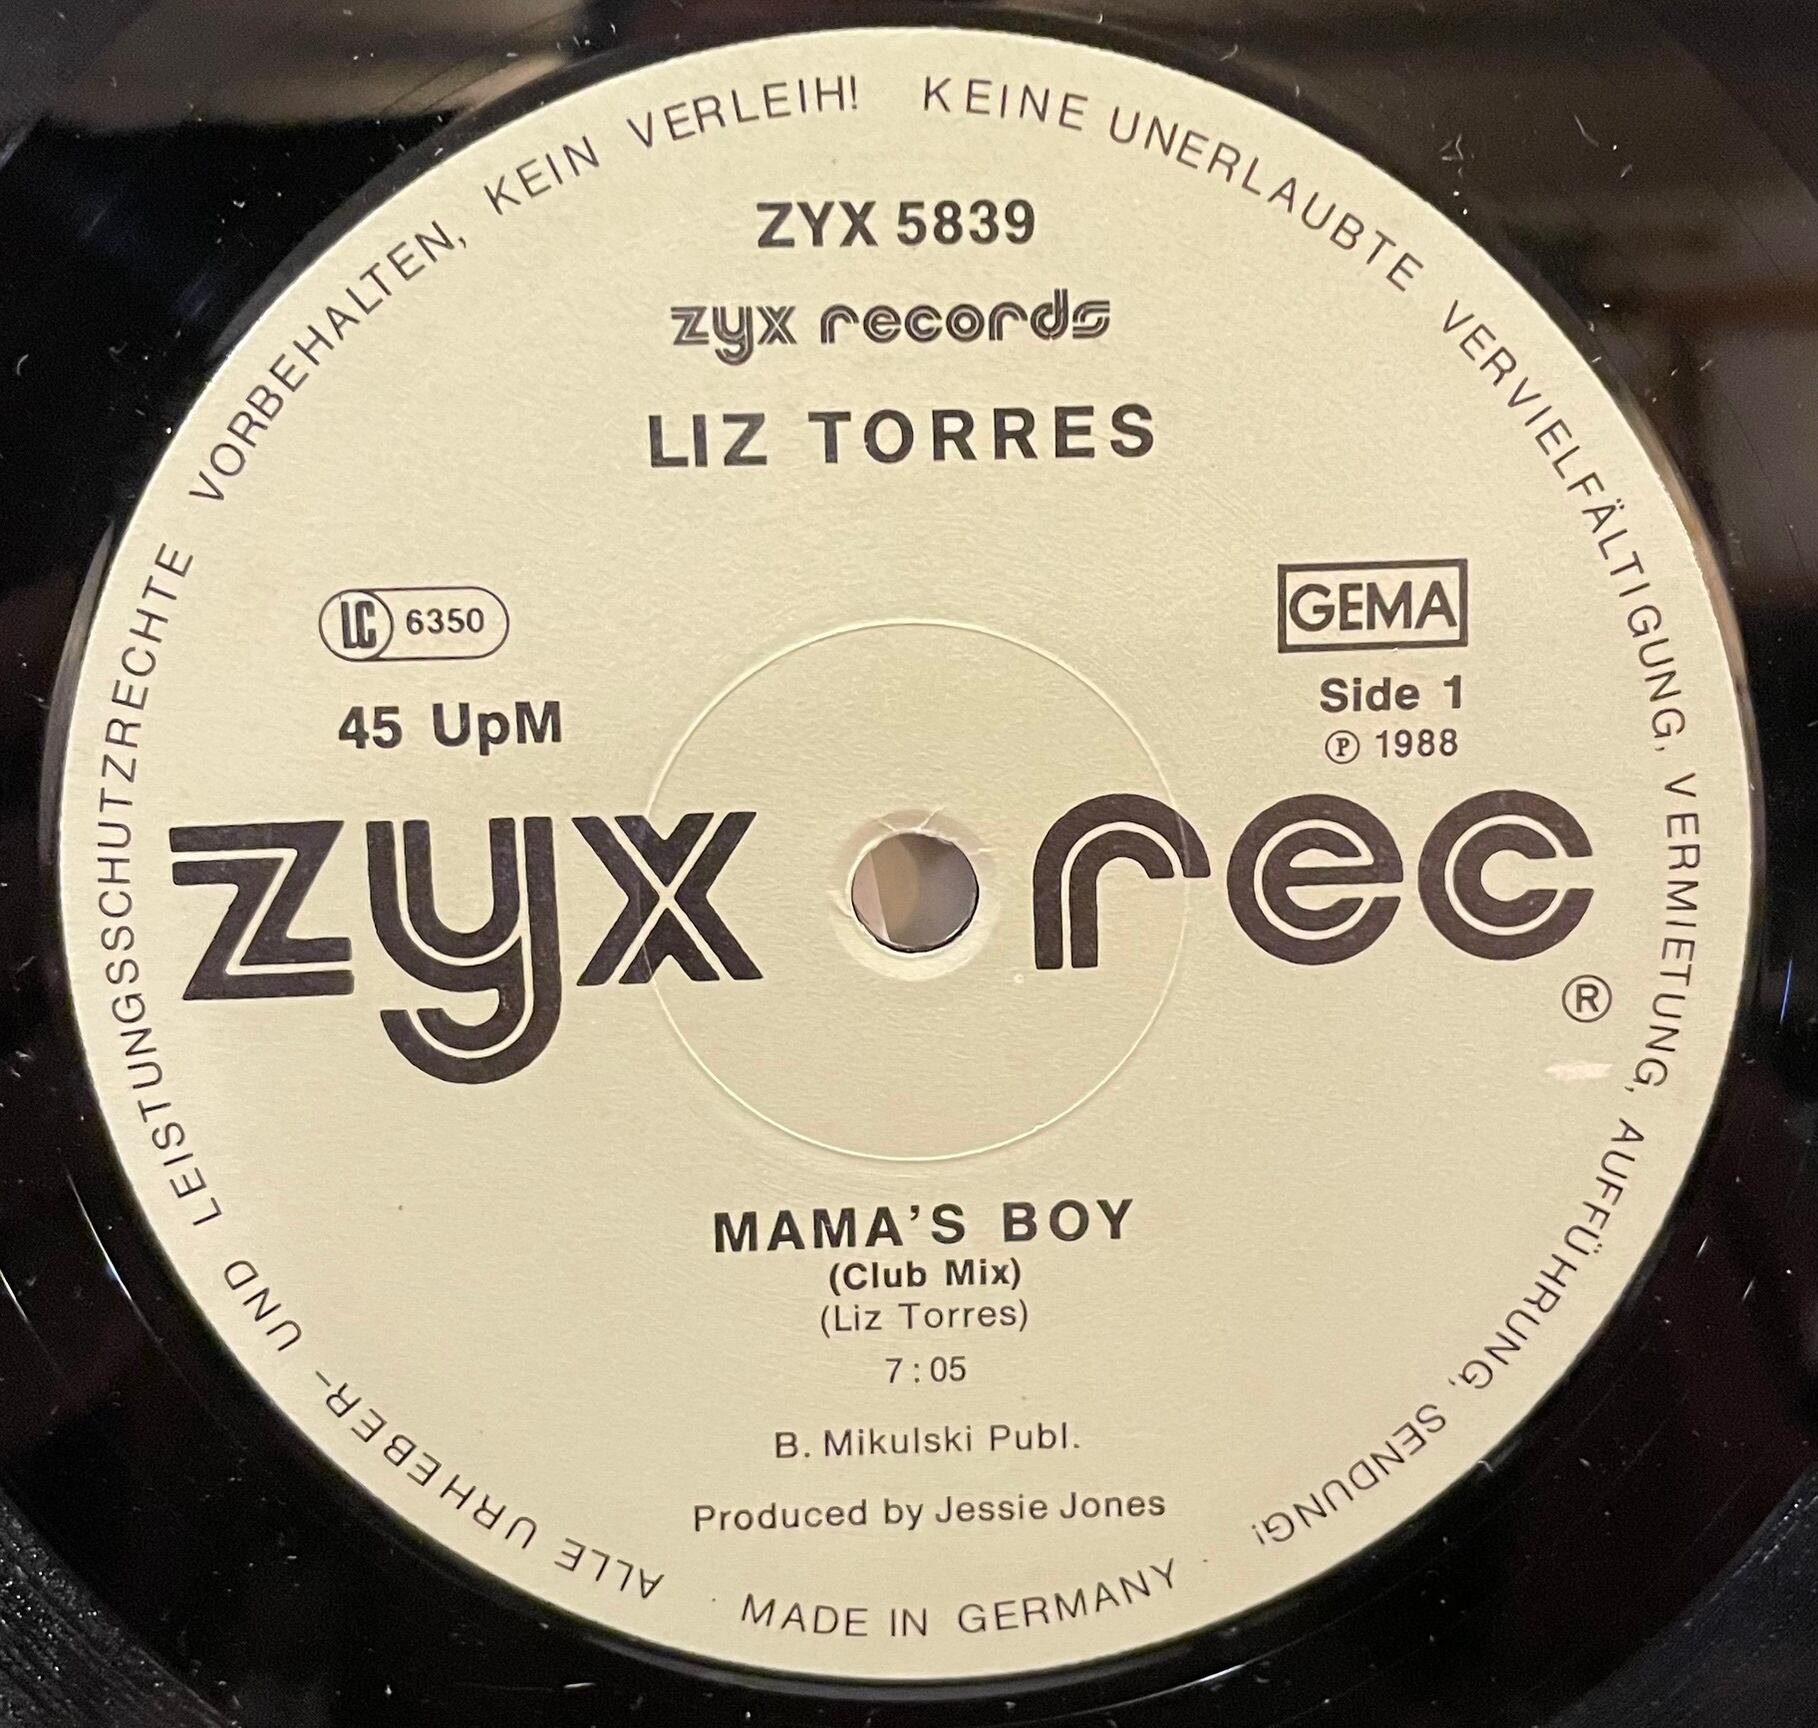 ALLE URHEBER- UND LEISTUNGSSCHUTZRECHTE VORBEHALTEN, KEIN VERLEIH! KEINE UNERLAUBTE VERVIELFÄLTIGUNG, VERMIETUNG, AUFFÜHRUNG, SENDUNG!
ZYX 5839
zyx records
LIZ TORRES
LC 6350
GEMA
45 UpM
Side 1
℗ 1988
zyx rec ®
MAMA'S BOY
(Club Mix)
(Liz Torres)
7:05
B. Mikulski Publ.
Produced by Jessie Jones
· MADE IN GERMANY ·